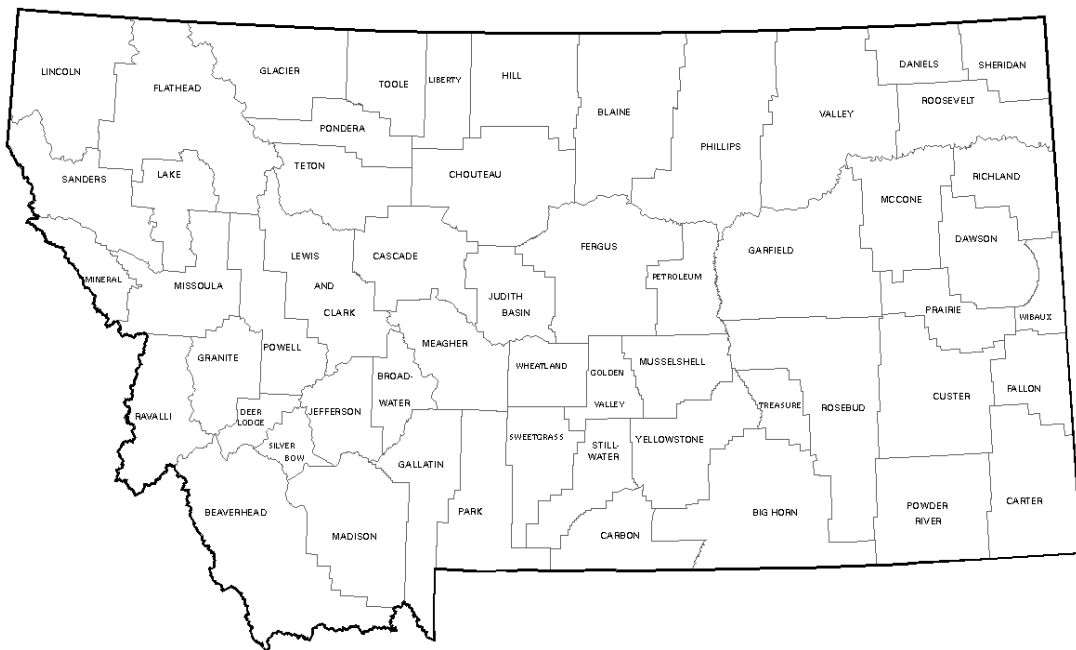 LINCOLN
FLATHEAD
GLACIER
TOOLE
LIBERTY
HILL
BLAINE
PHILLIPS
VALLEY
DANIELS
SHERIDAN
ROOSEVELT
PONDERA
TETON
CHOUTEAU
SANDERS
LAKE
RICHLAND
MCCONE
DAWSON
MINERAL
MISSOULA
LEWIS
AND
CLARK
CASCADE
JUDITH
BASIN
FERGUS
PETROLEUM
GARFIELD
PRAIRIE
WIBAUX
GRANITE
POWELL
MEAGHER
BROAD-
WATER
WHEATLAND
GOLDEN
VALLEY
MUSSELSHELL
TREASURE
ROSEBUD
CUSTER
FALLON
RAVALLI
DEER
LODGE
JEFFERSON
SILVER
BOW
GALLATIN
SWEETGRASS
STILL-
WATER
YELLOWSTONE
BEAVERHEAD
MADISON
PARK
CARBON
BIG HORN
POWDER
RIVER
CARTER